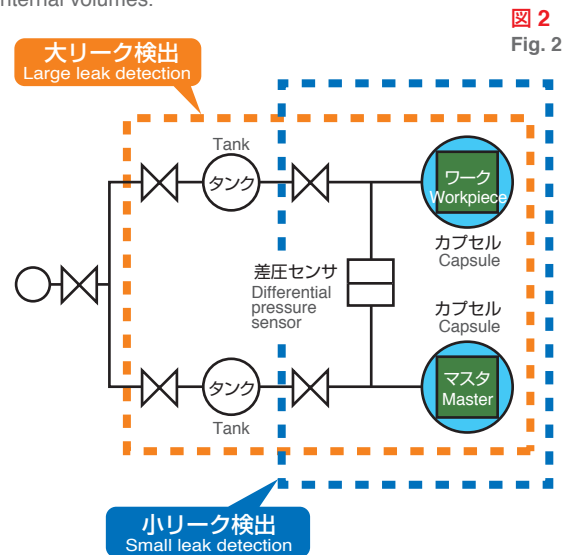 nternal volumes.
図 2
Fig. 2
大リーク検出
Large leak detection
Tank
タンク
ワーク
Workpiece
カプセル
Capsule
差圧センサ
Differential
pressure
sensor
カプセル
Capsule
タンク
Tank
マスタ
Master
小リーク検出
Small leak detection